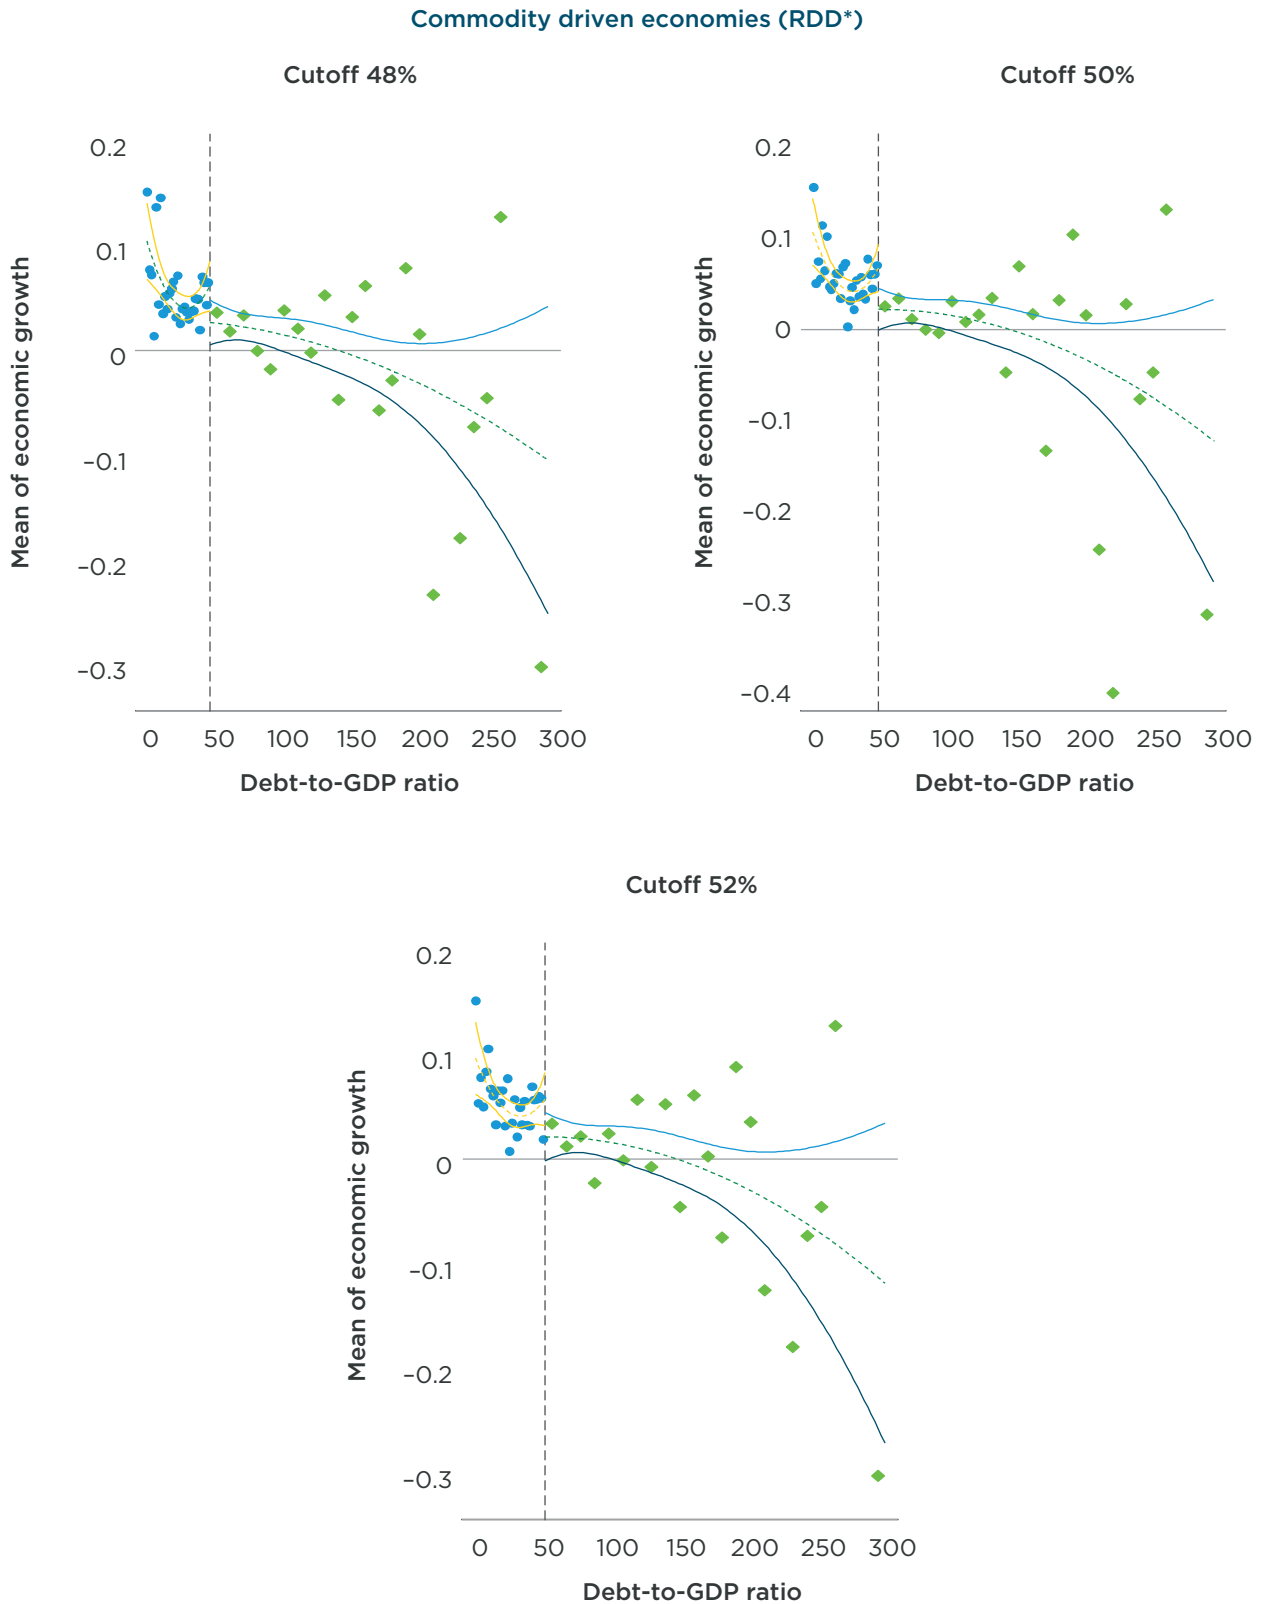 Commodity driven economies (RDD*)
Cutoff 48%
Mean of economic growth
0.2
0.1
0
–0.1
–0.2
–0.3
0 50 100 150 200 250 300
Debt-to-GDP ratio
Cutoff 50%
Mean of economic growth
0.2
0.1
0
–0.1
–0.2
–0.3
–0.4
0 50 100 150 200 250 300
Debt-to-GDP ratio
Cutoff 52%
Mean of economic growth
0.2
0.1
0
–0.1
–0.2
–0.3
0 50 100 150 200 250 300
Debt-to-GDP ratio